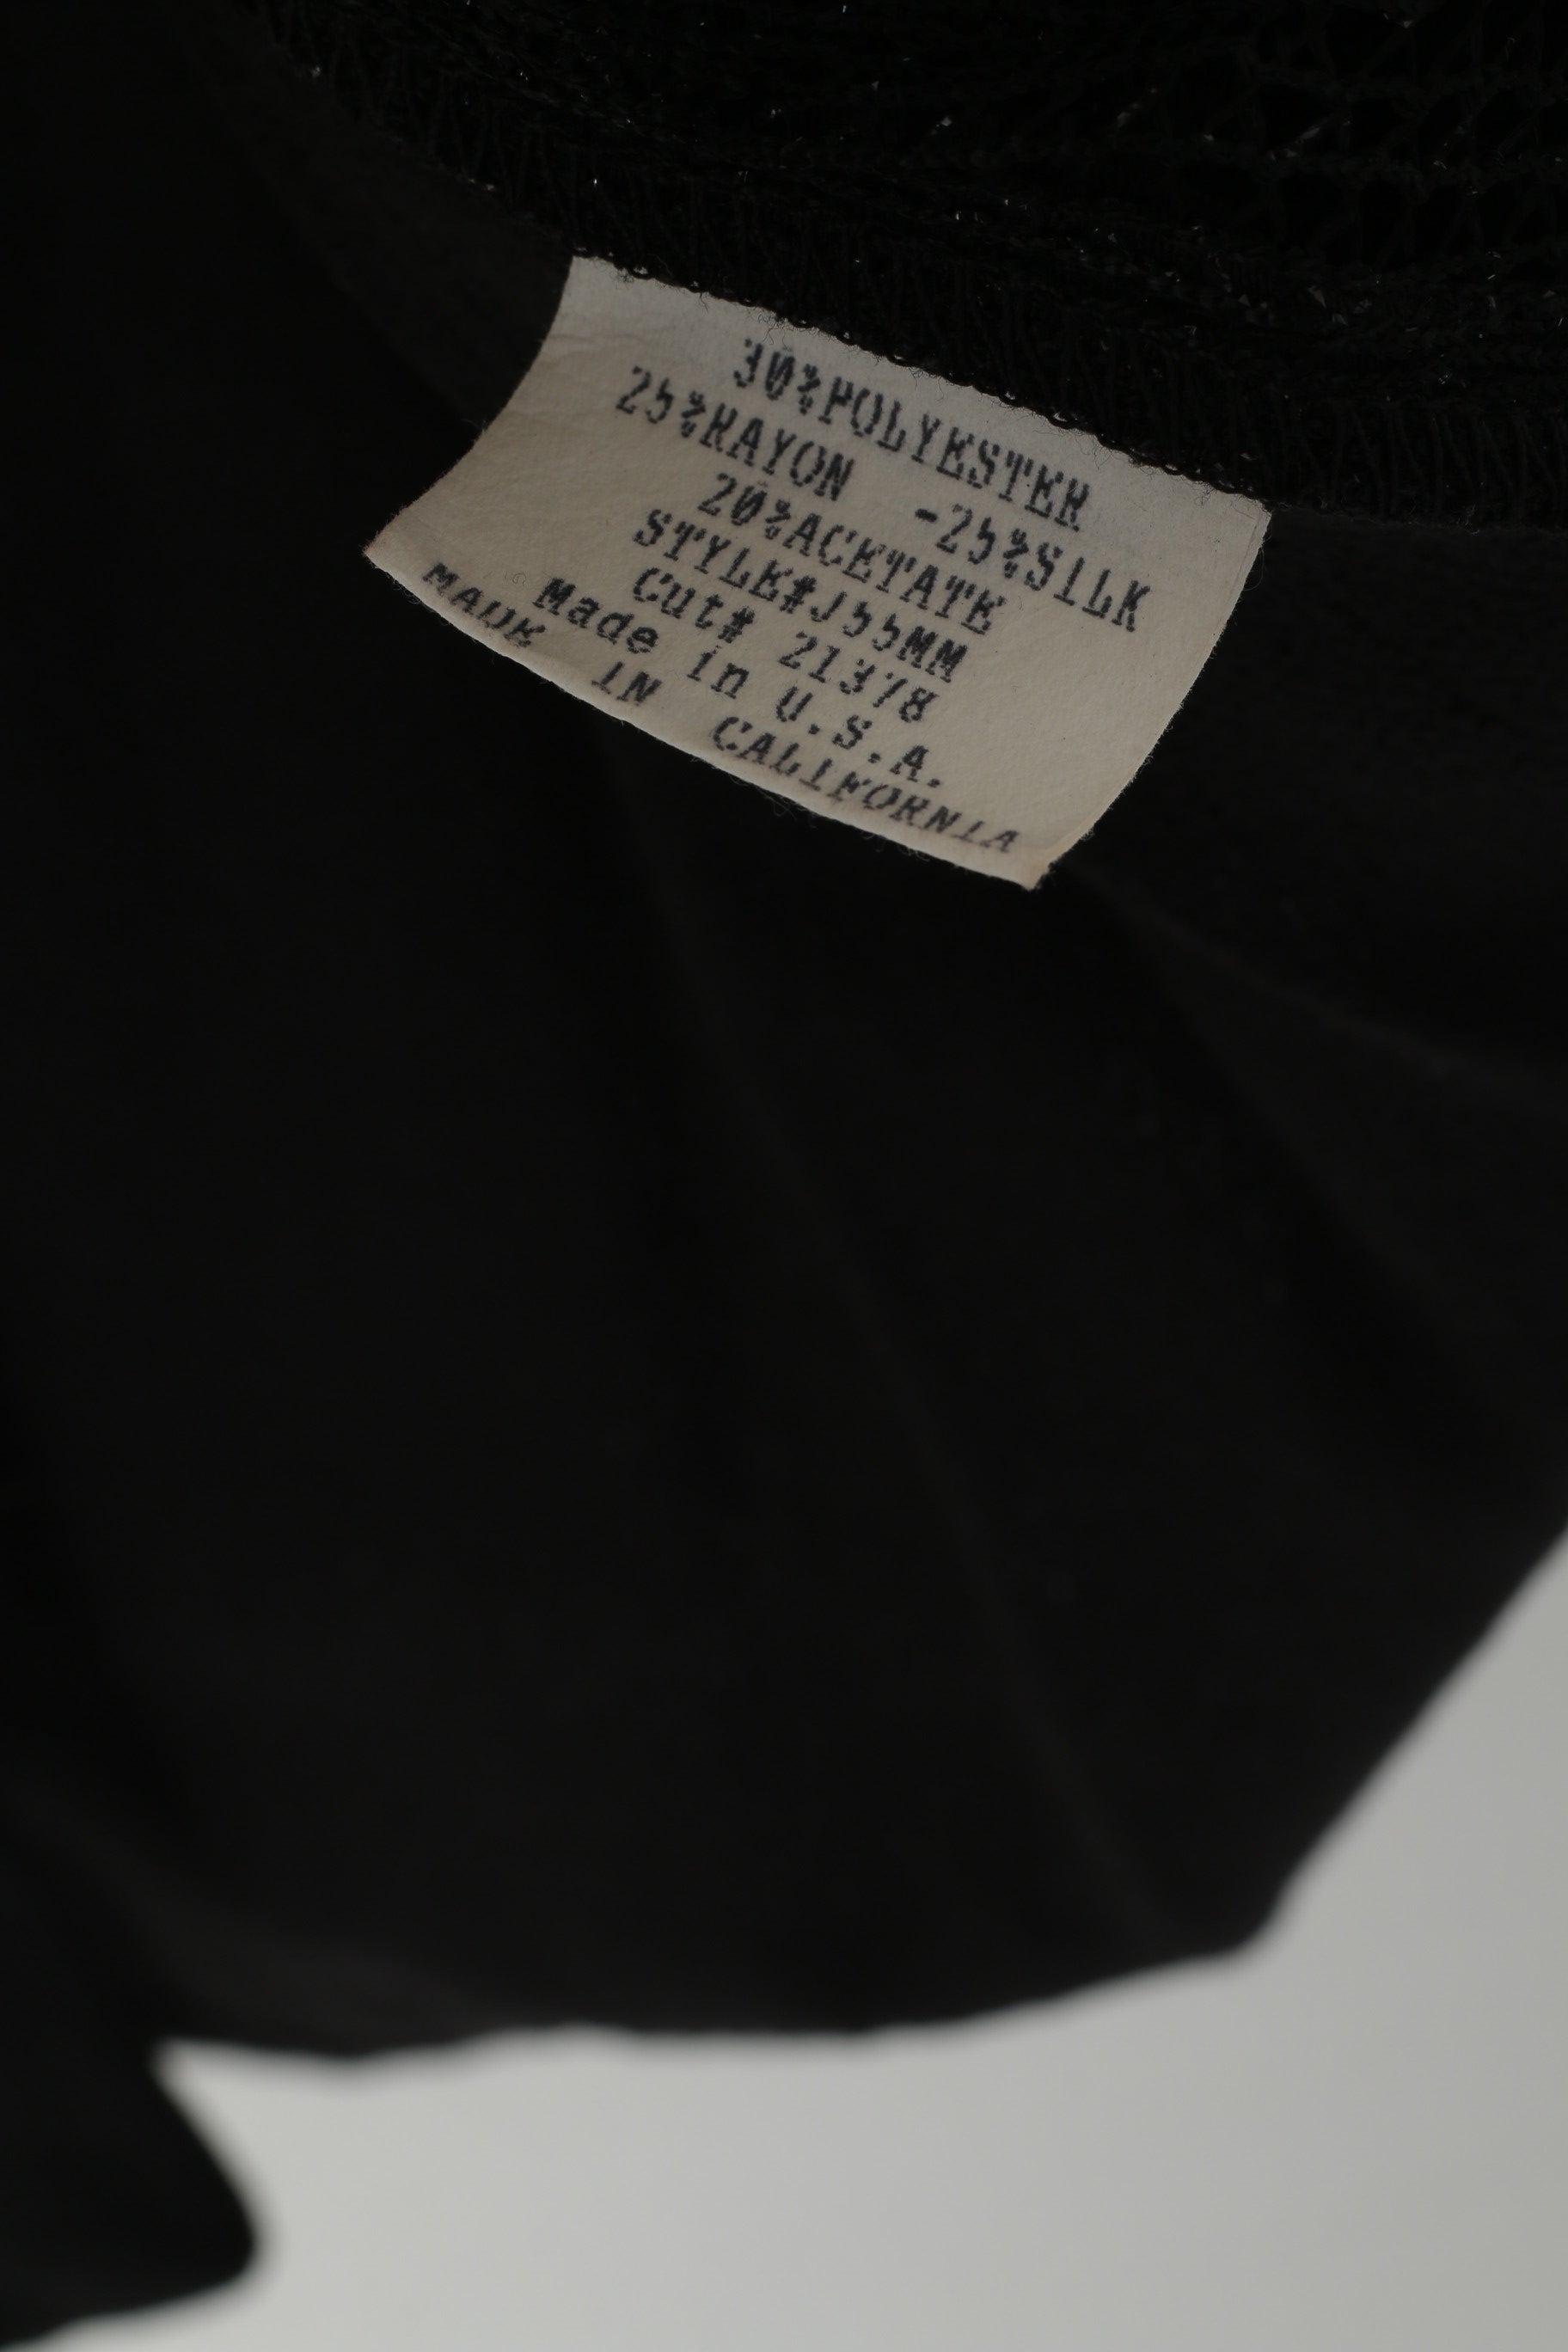 30%POLYESTER
25%RAYON -25%SILK
20%ACETATE
STYLE#J55MM
Cut# 21378
Made in U.S.A.
MADE IN CALIFORNIA